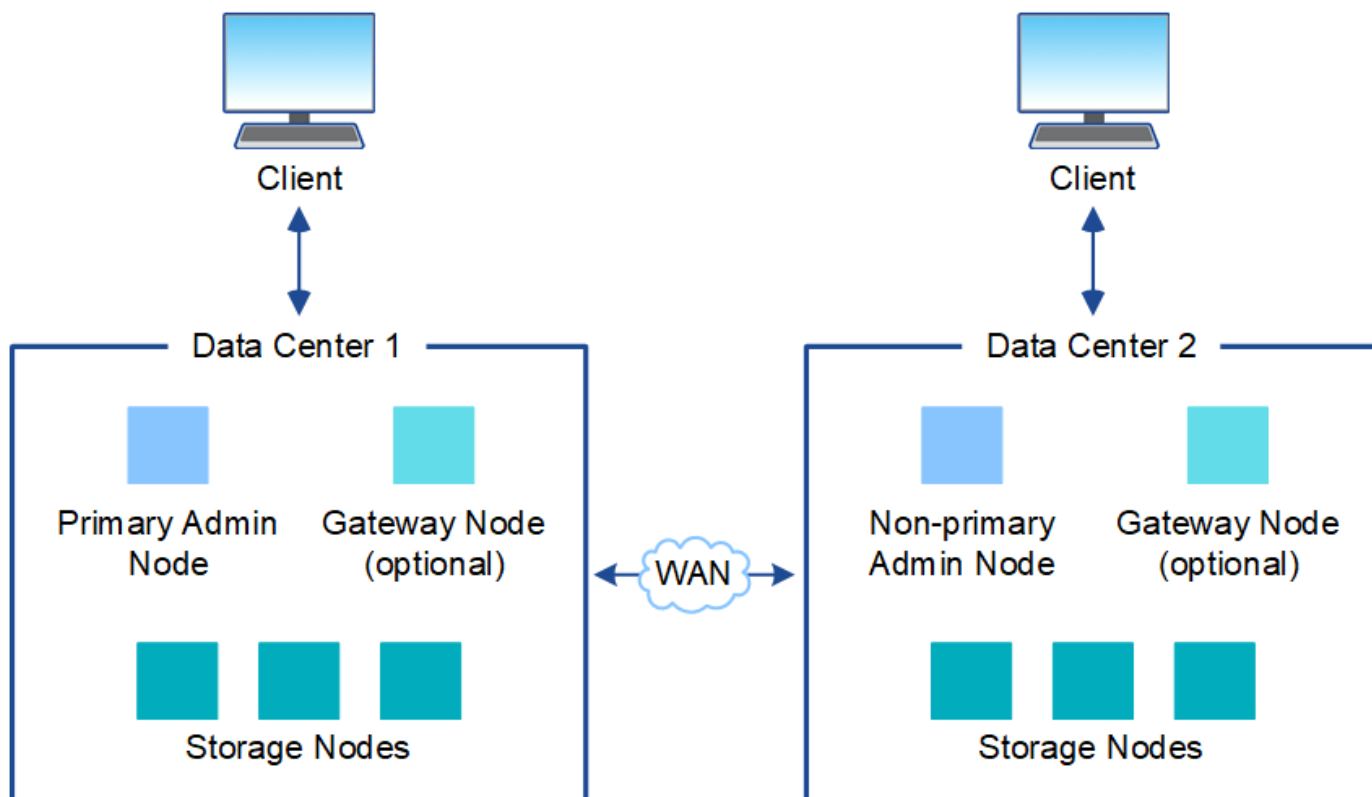 Client
Client
Data Center 1
Data Center 2
Primary Admin
Node
Gateway Node
(optional)
Non-primary
Admin Node
Gateway Node
(optional)
WAN
Storage Nodes
Storage Nodes